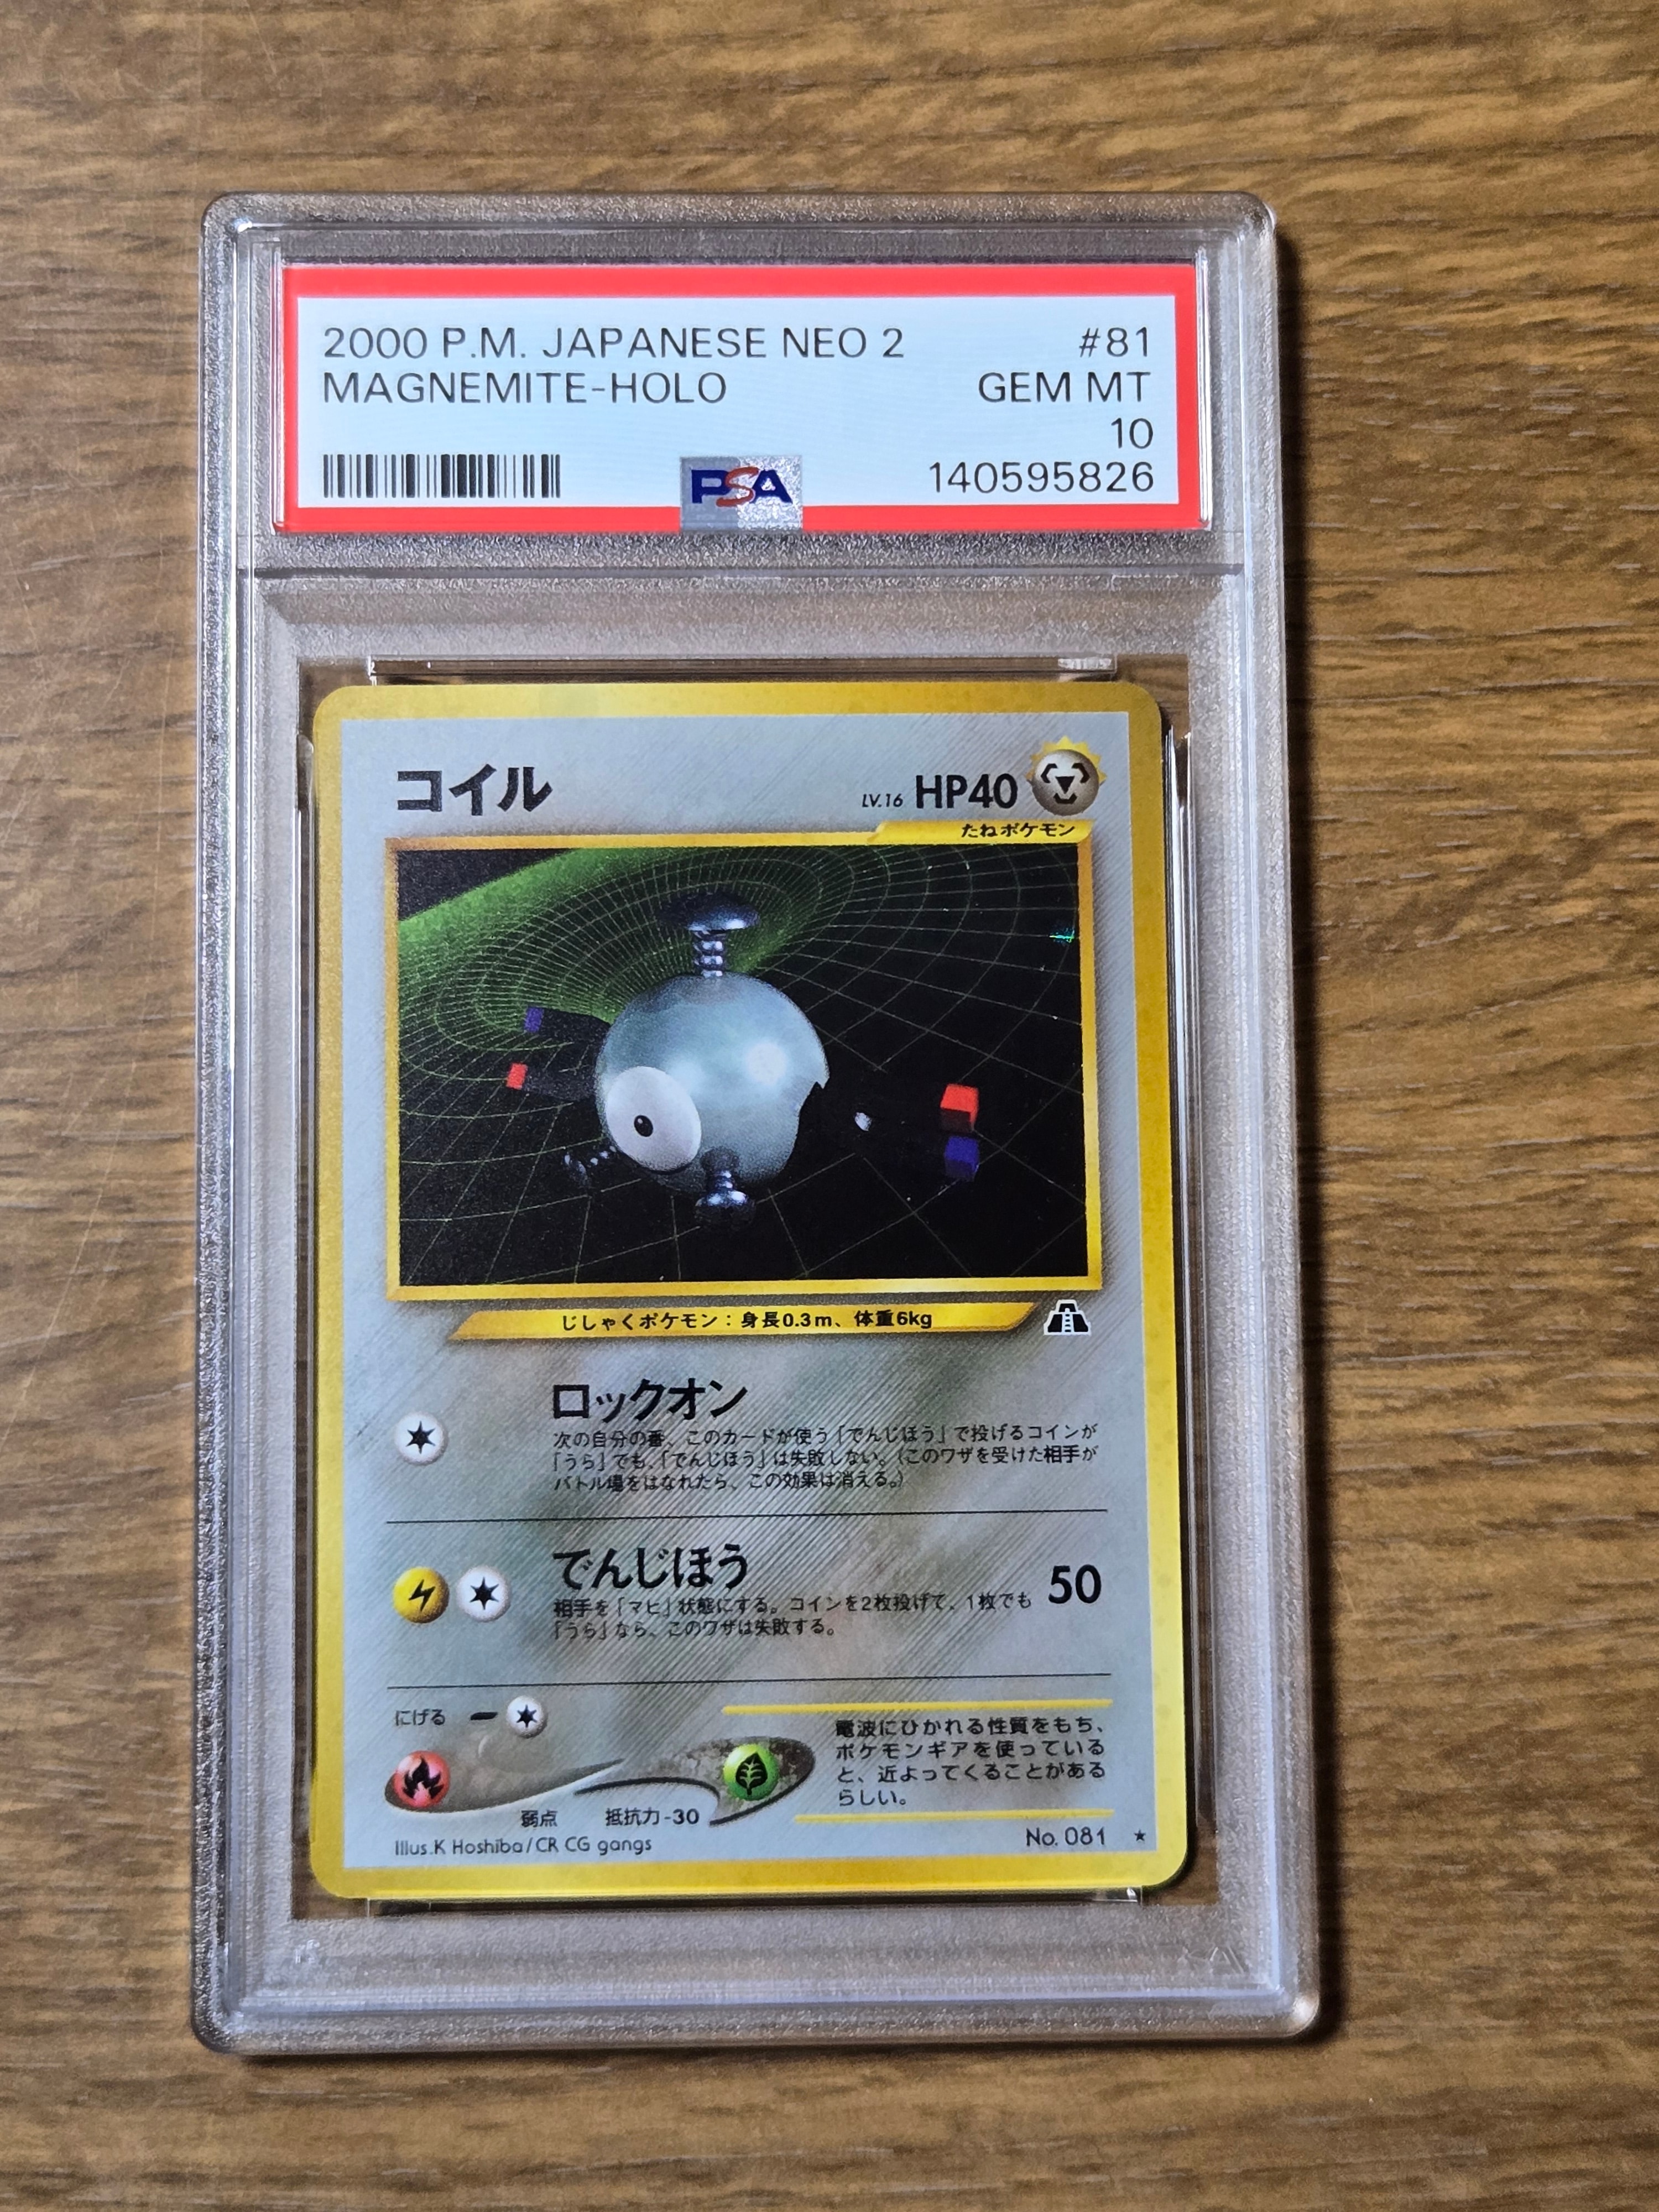 2000 P.M. JAPANESE NEO 2 #81
MAGNEMITE-HOLO GEM MT
10
PSA 140595826
コイル LV.16 HP40
たねポケモン
じしゃくポケモン：身長0.3m、体重6kg
ロックオン
次の自分の番、このカードが使う「でんじほう」で投げるコインが
「うら」でも、「でんじほう」は失敗しない。（このワザを受けた相手が
バトル場をはなれたら、この効果は消える。）
でんじほう 50
相手を「マヒ」状態にする。コインを2枚投げて、1枚でも
「うら」なら、このワザは失敗する。
にげる
弱点 抵抗力-30
電波にひかれる性質をもち、
ポケモンギアを使っている
と、近よってくることがある
らしい。
Illus.K Hoshiba/CR CG gangs No. 081 ★